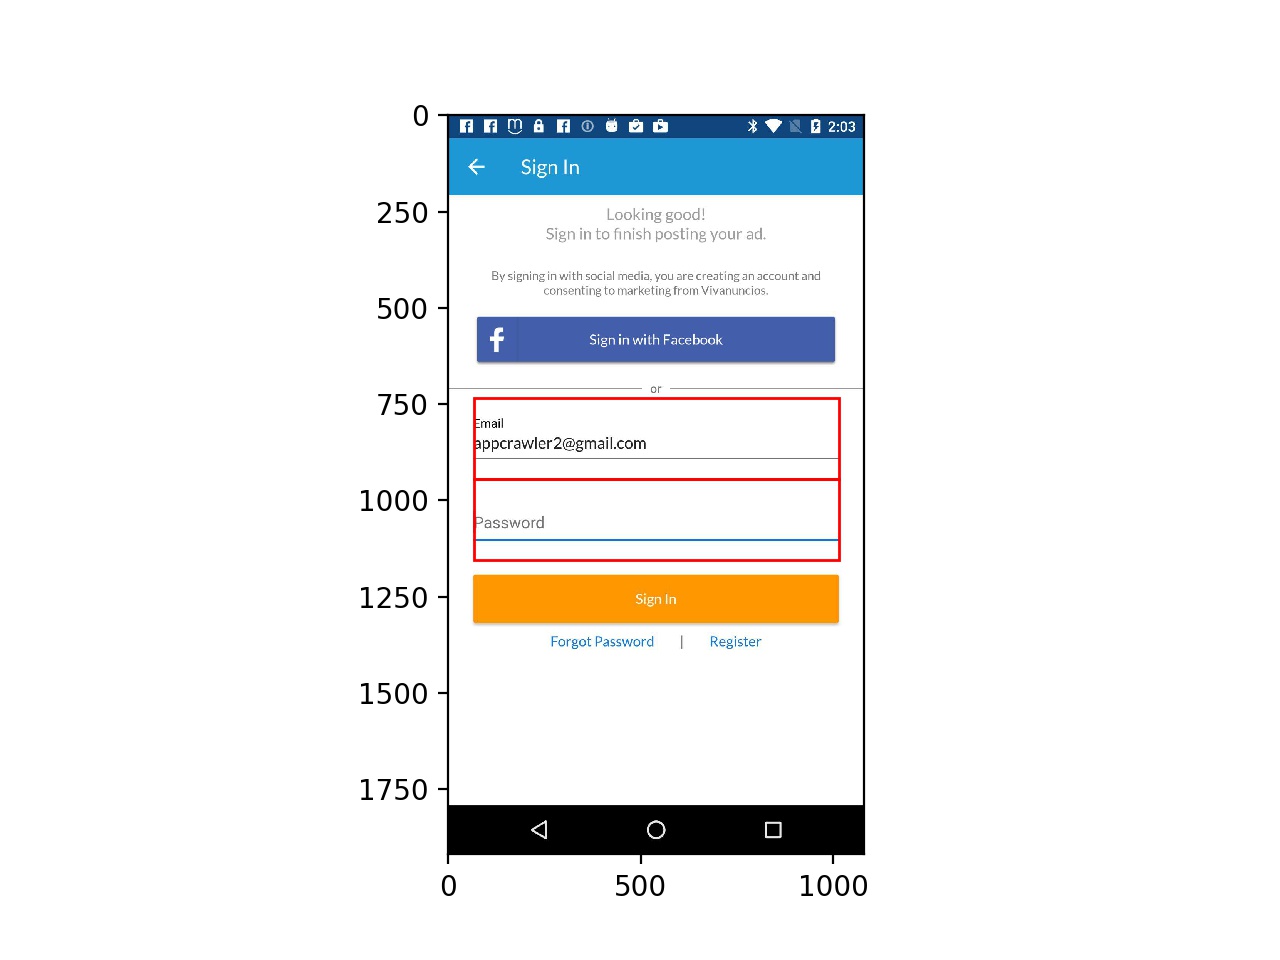 0
250
500
750
1000
1250
1500
1750
0
500
1000
2:03
Sign In
Looking good!
Sign in to finish posting your ad.
By signing in with social media, you are creating an account and
consenting to marketing from Vivanuncios.
f Sign in with Facebook
or
Email
appcrawler2@gmail.com
Password
Sign In
Forgot Password | Register